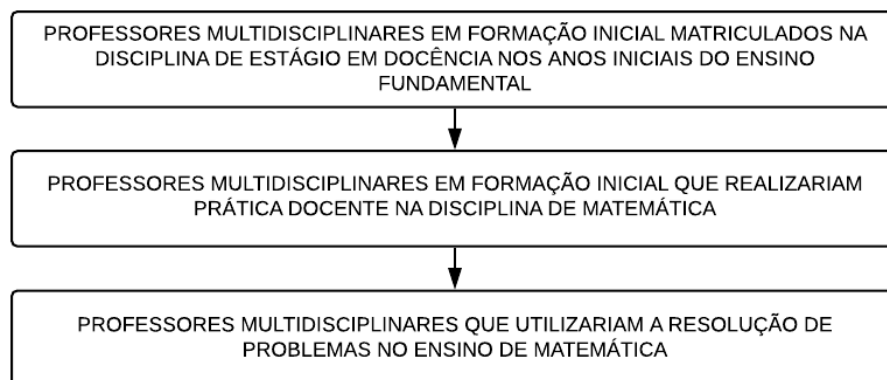 PROFESSORES MULTIDISCIPLINARES EM FORMAÇÃO INICIAL MATRICULADOS NA
DISCIPLINA DE ESTÁGIO EM DOCÊNCIA NOS ANOS INICIAIS DO ENSINO
FUNDAMENTAL
PROFESSORES MULTIDISCIPLINARES EM FORMAÇÃO INICIAL QUE REALIZARIAM
PRÁTICA DOCENTE NA DISCIPLINA DE MATEMÁTICA
PROFESSORES MULTIDISCIPLINARES QUE UTILIZARIAM A RESOLUÇÃO DE
PROBLEMAS NO ENSINO DE MATEMÁTICA